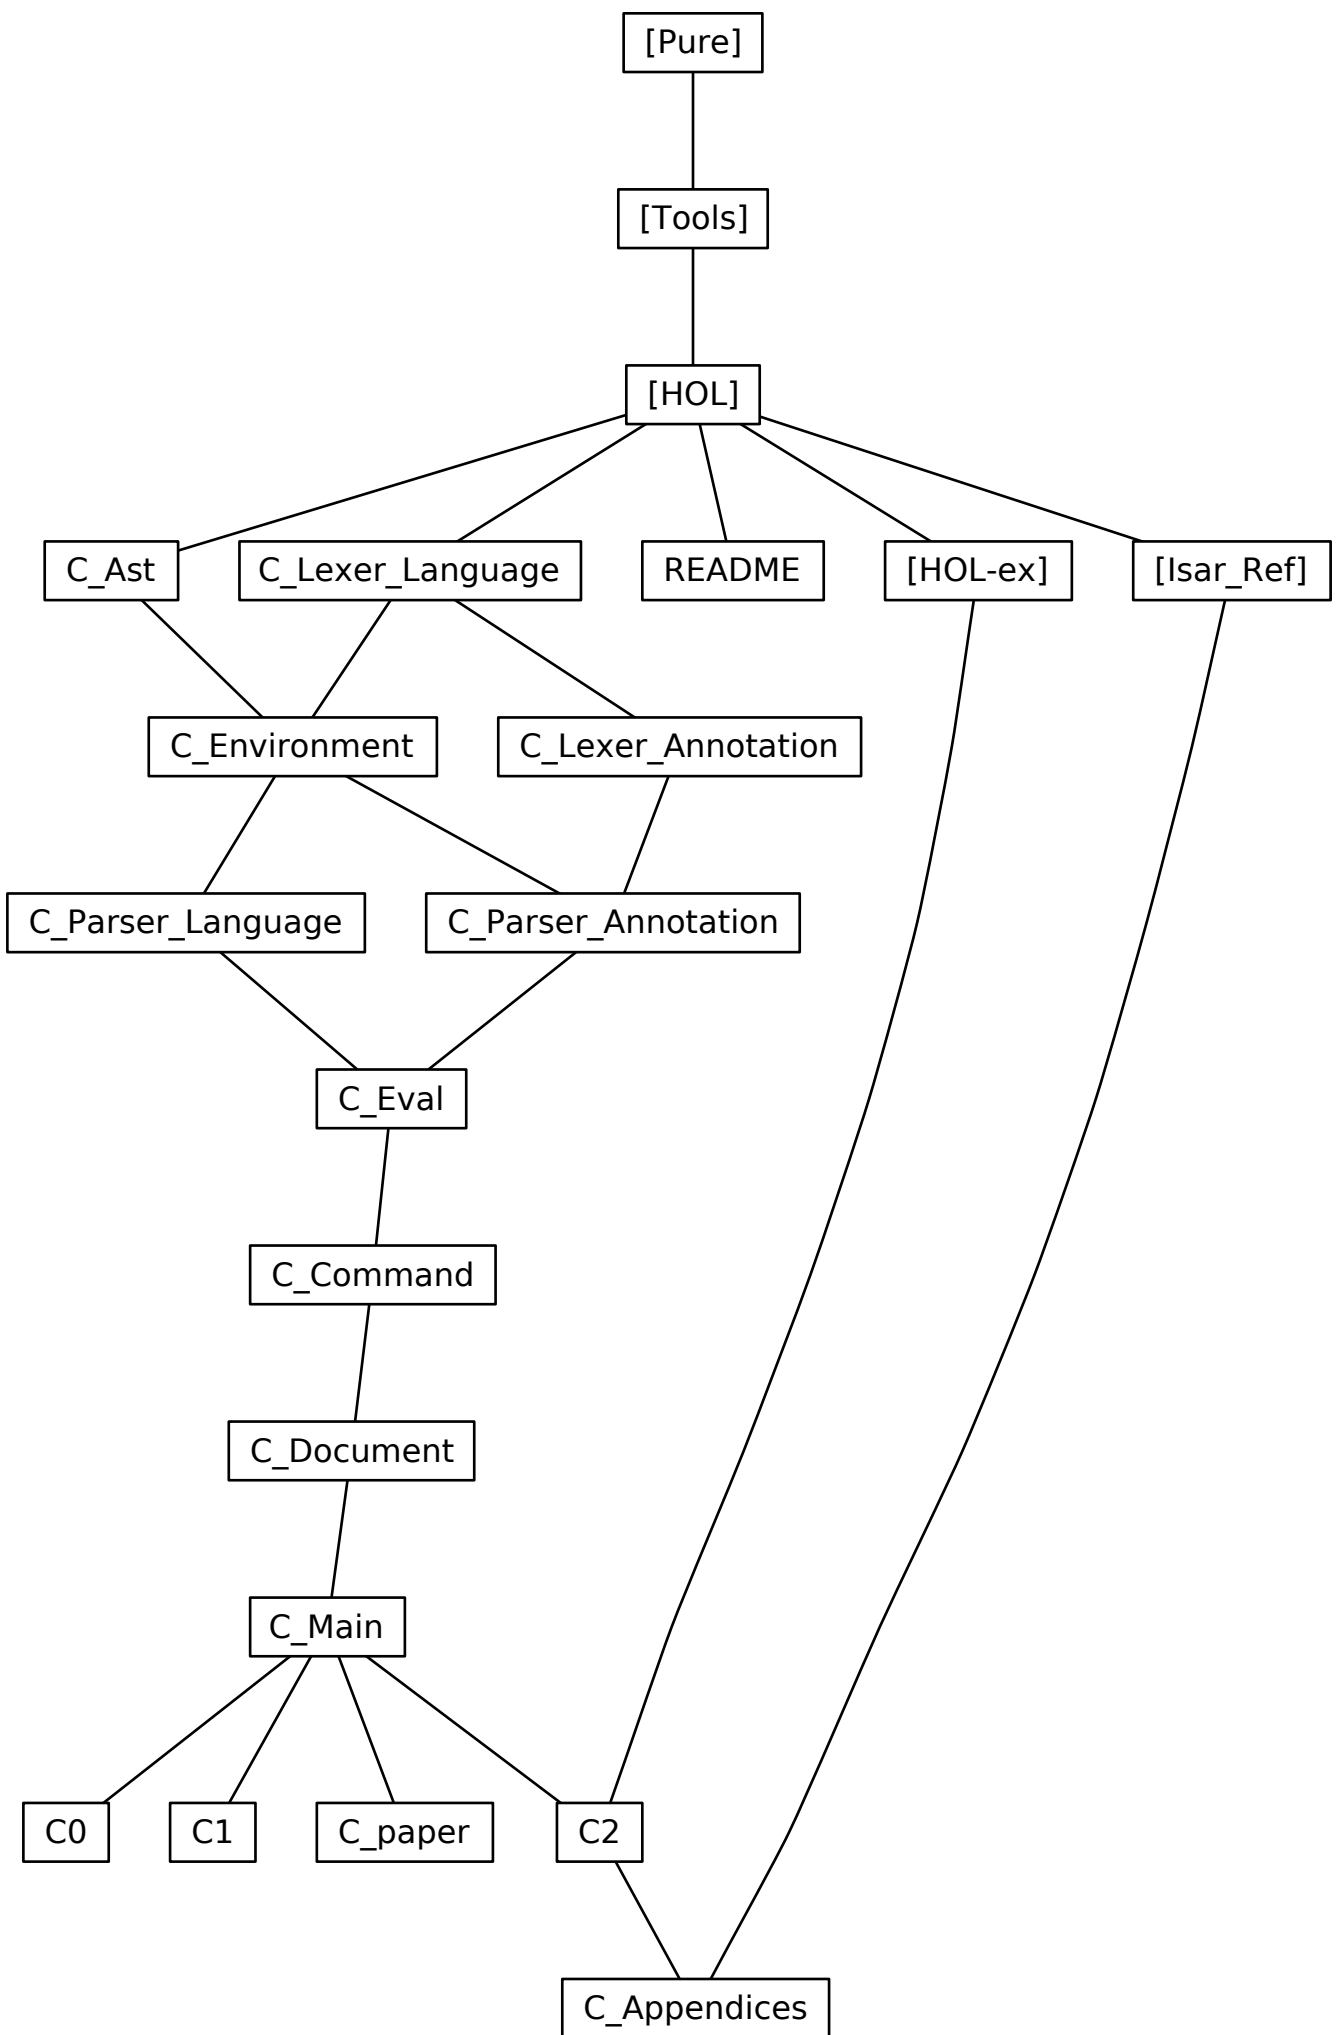 [Pure]
[Tools]
[HOL]
C_Ast
C_Lexer_Language
README
[HOL-ex]
[Isar_Ref]
C_Environment
C_Lexer_Annotation
C_Parser_Language
C_Parser_Annotation
C_Eval
C_Command
C_Document
C_Main
C0
C1
C_paper
C2
C_Appendices